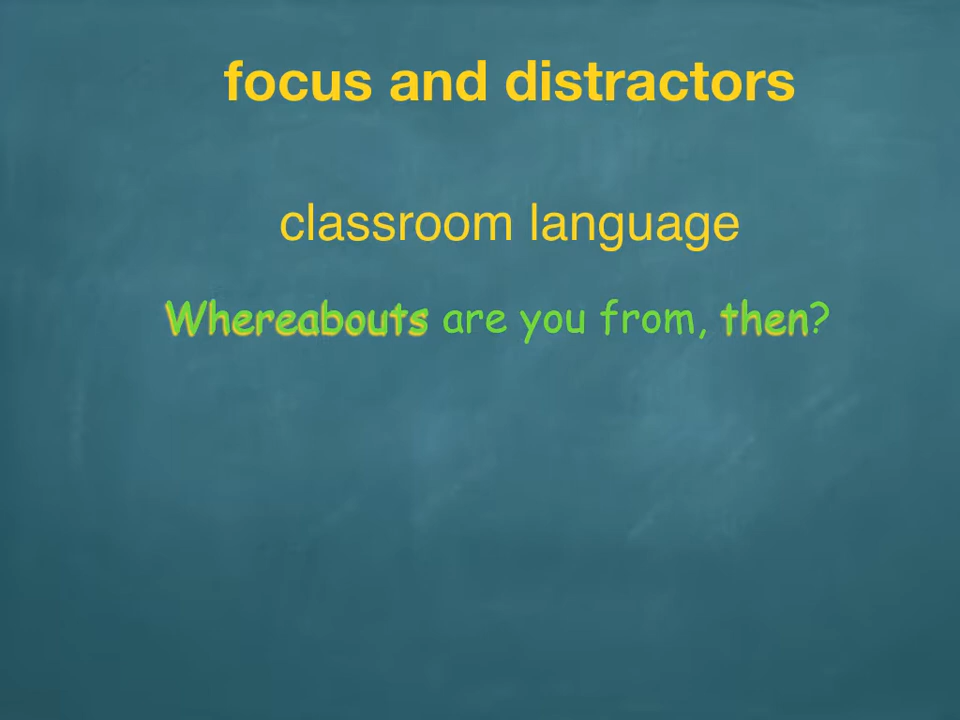 focus and distractors
classroom language
Whereabouts are you from, then?